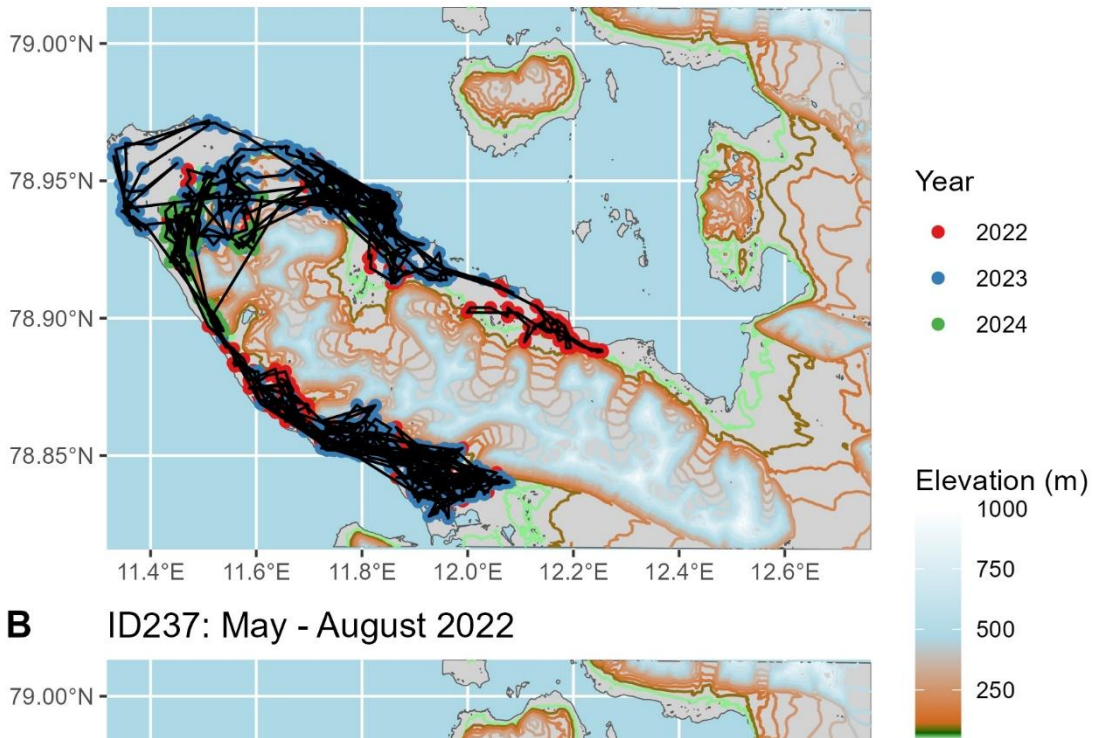 79.00°N
78.95°N
78.90°N
78.85°N
11.4°E 11.6°E 11.8°E 12.0°E 12.2°E 12.4°E 12.6°E
Year
2022
2023
2024
Elevation (m)
1000
750
500
250
B ID237: May - August 2022
79.00°N